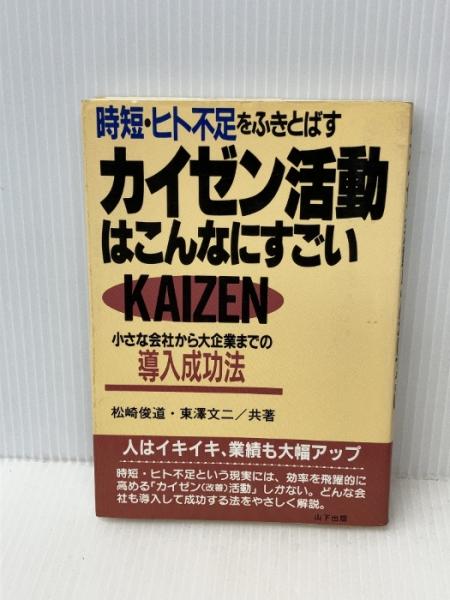 時短・ヒト不足をふきとばす
カイゼン活動
はこんなにすごい
KAIZEN
小さな会社から大企業までの
導入成功法
松崎俊道・東澤文二／共著
人はイキイキ、業績も大幅アップ
時短・ヒト不足という現実には、効率を飛躍的に
高める「カイゼン(改善)活動」しかない。どんな会
社も導入して成功する法をやさしく解説。
山下出版